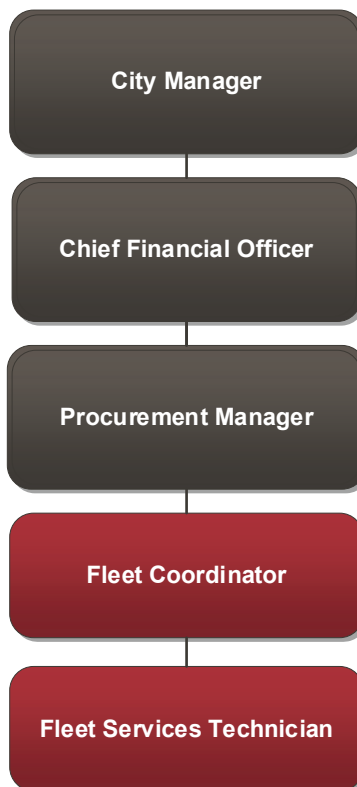 City Manager
Chief Financial Officer
Procurement Manager
Fleet Coordinator
Fleet Services Technician